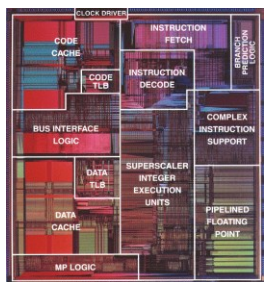 CLOCK DRIVER
CODE
CACHE
CODE
TLB
INSTRUCTION
FETCH
BRANCH
PREDICTION
LOGIC
INSTRUCTION
DECODE
BUS INTERFACE
LOGIC
COMPLEX
INSTRUCTION
SUPPORT
DATA
TLB
SUPERSCALER
INTEGER
EXECUTION
UNITS
DATA
CACHE
PIPELINED
FLOATING
POINT
MP LOGIC